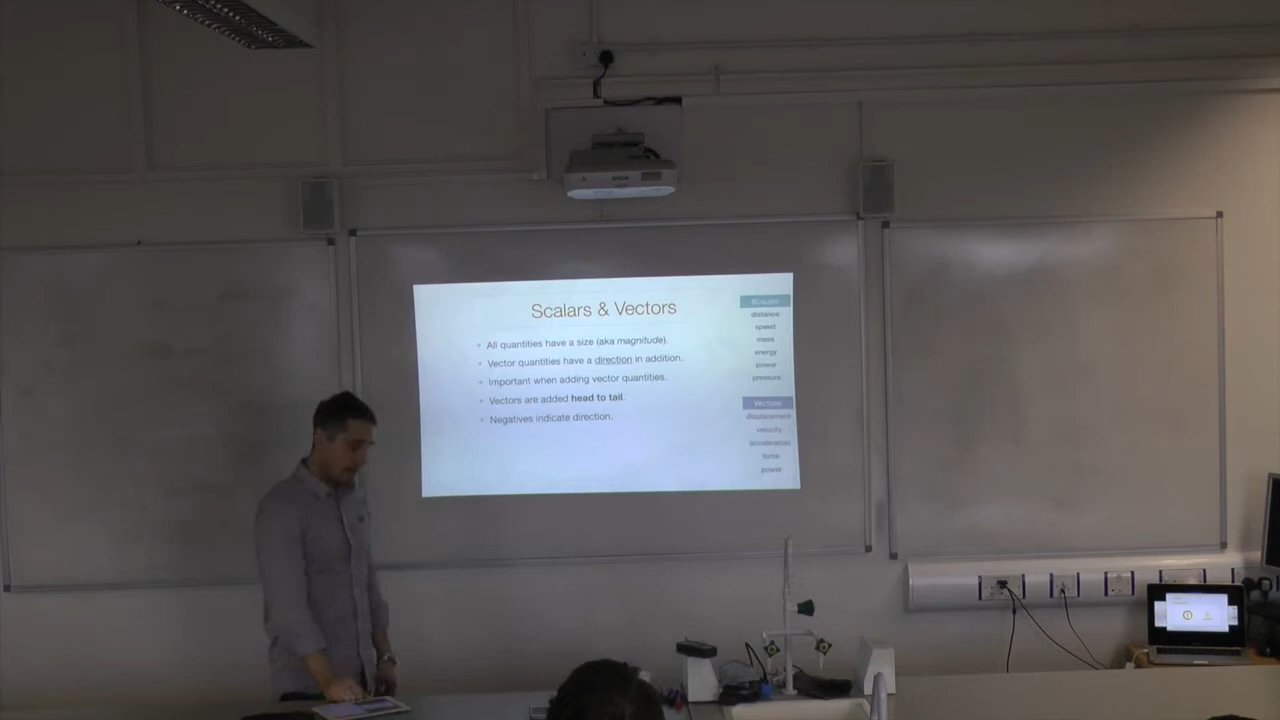 Scalars & Vectors
All quantities have a size (aka magnitude).
Vector quantities have a direction in addition.
Important when adding vector quantities.
Vectors are added head to tail.
Negatives indicate direction.
SCALARS
distance
speed
mass
energy
power
pressure
VECTORS
displacement
velocity
acceleration
force
power